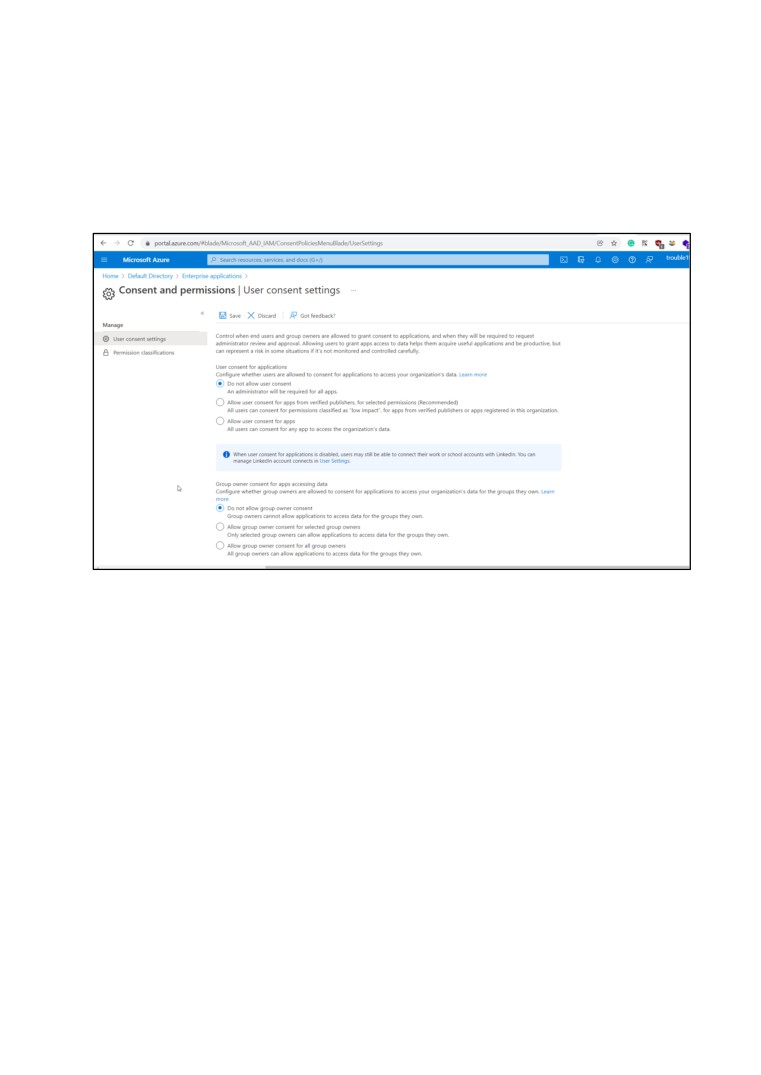 portal.azure.com/#blade/Microsoft_AAD_IAM/ConsentPoliciesMenuBlade/UserSettings
Microsoft Azure
Search resources, services, and docs (G+/)
Home > Default Directory > Enterprise applications >
Consent and permissions | User consent settings ...
Save Discard Got feedback?
Manage
User consent settings
Permission classifications
Control when end users and group owners are allowed to grant consent to applications, and when they will be required to request
administrator review and approval. Allowing users to grant apps access to data helps them acquire useful applications and be productive, but
can represent a risk in some situations if it's not monitored and controlled carefully.
User consent for applications
Configure whether users are allowed to consent for applications to access your organization's data. Learn more
Do not allow user consent
An administrator will be required for all apps.
Allow user consent for apps from verified publishers, for selected permissions (Recommended)
All users can consent for permissions classified as "low impact", for apps from verified publishers or apps registered in this organization.
Allow user consent for apps
All users can consent for any app to access the organization's data.
When user consent for applications is disabled, users may still be able to connect their work or school accounts with LinkedIn. You can
manage LinkedIn account connects in User Settings.
Group owner consent for apps accessing data
Configure whether group owners are allowed to consent for applications to access your organization's data for the groups they own. Learn
more
Do not allow group owner consent
Group owners cannot allow applications to access data for the groups they own.
Allow group owner consent for selected group owners
Only selected group owners can allow applications to access data for the groups they own.
Allow group owner consent for all group owners
All group owners can allow applications to access data for the groups they own.